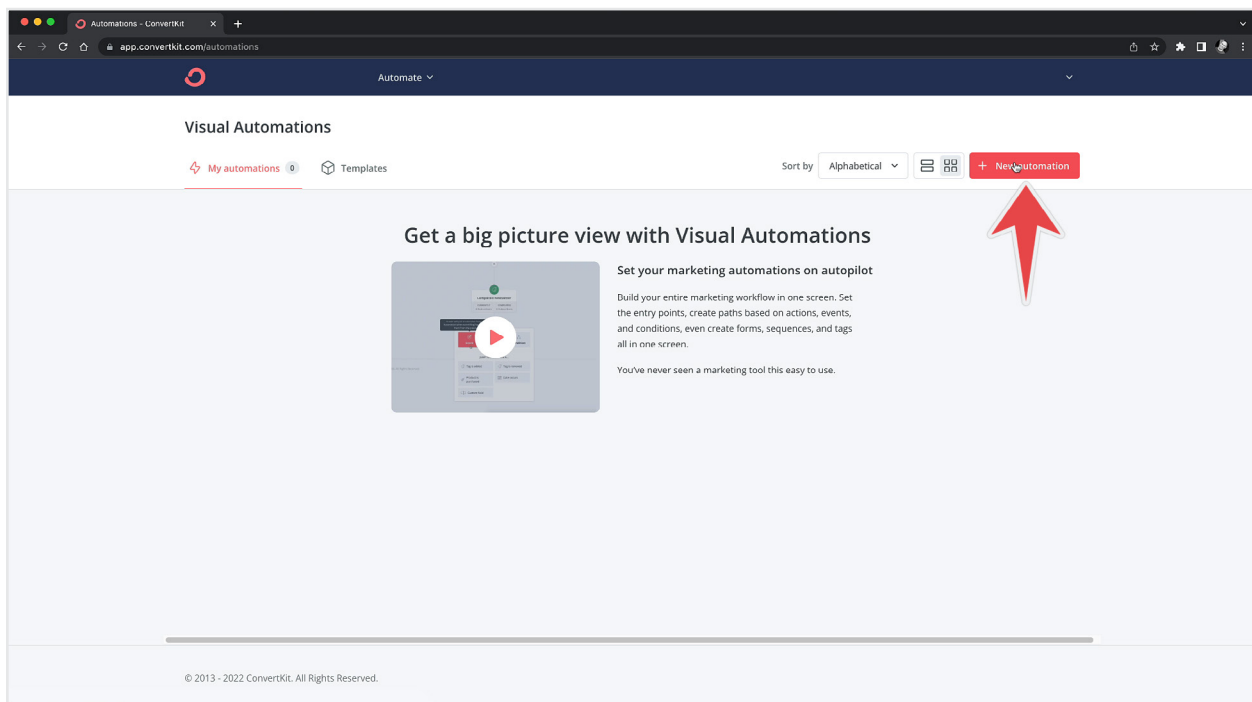 Automations - ConvertKit
app.convertkit.com/automations
Automate
Visual Automations
My automations 0
Templates
Sort by
Alphabetical
+ New automation
Get a big picture view with Visual Automations
Set your marketing automations on autopilot
Build your entire marketing workflow in one screen. Set
the entry points, create paths based on actions, events,
and conditions, even create forms, sequences, and tags
all in one screen.
You've never seen a marketing tool this easy to use.
© 2013 - 2022 ConvertKit. All Rights Reserved.